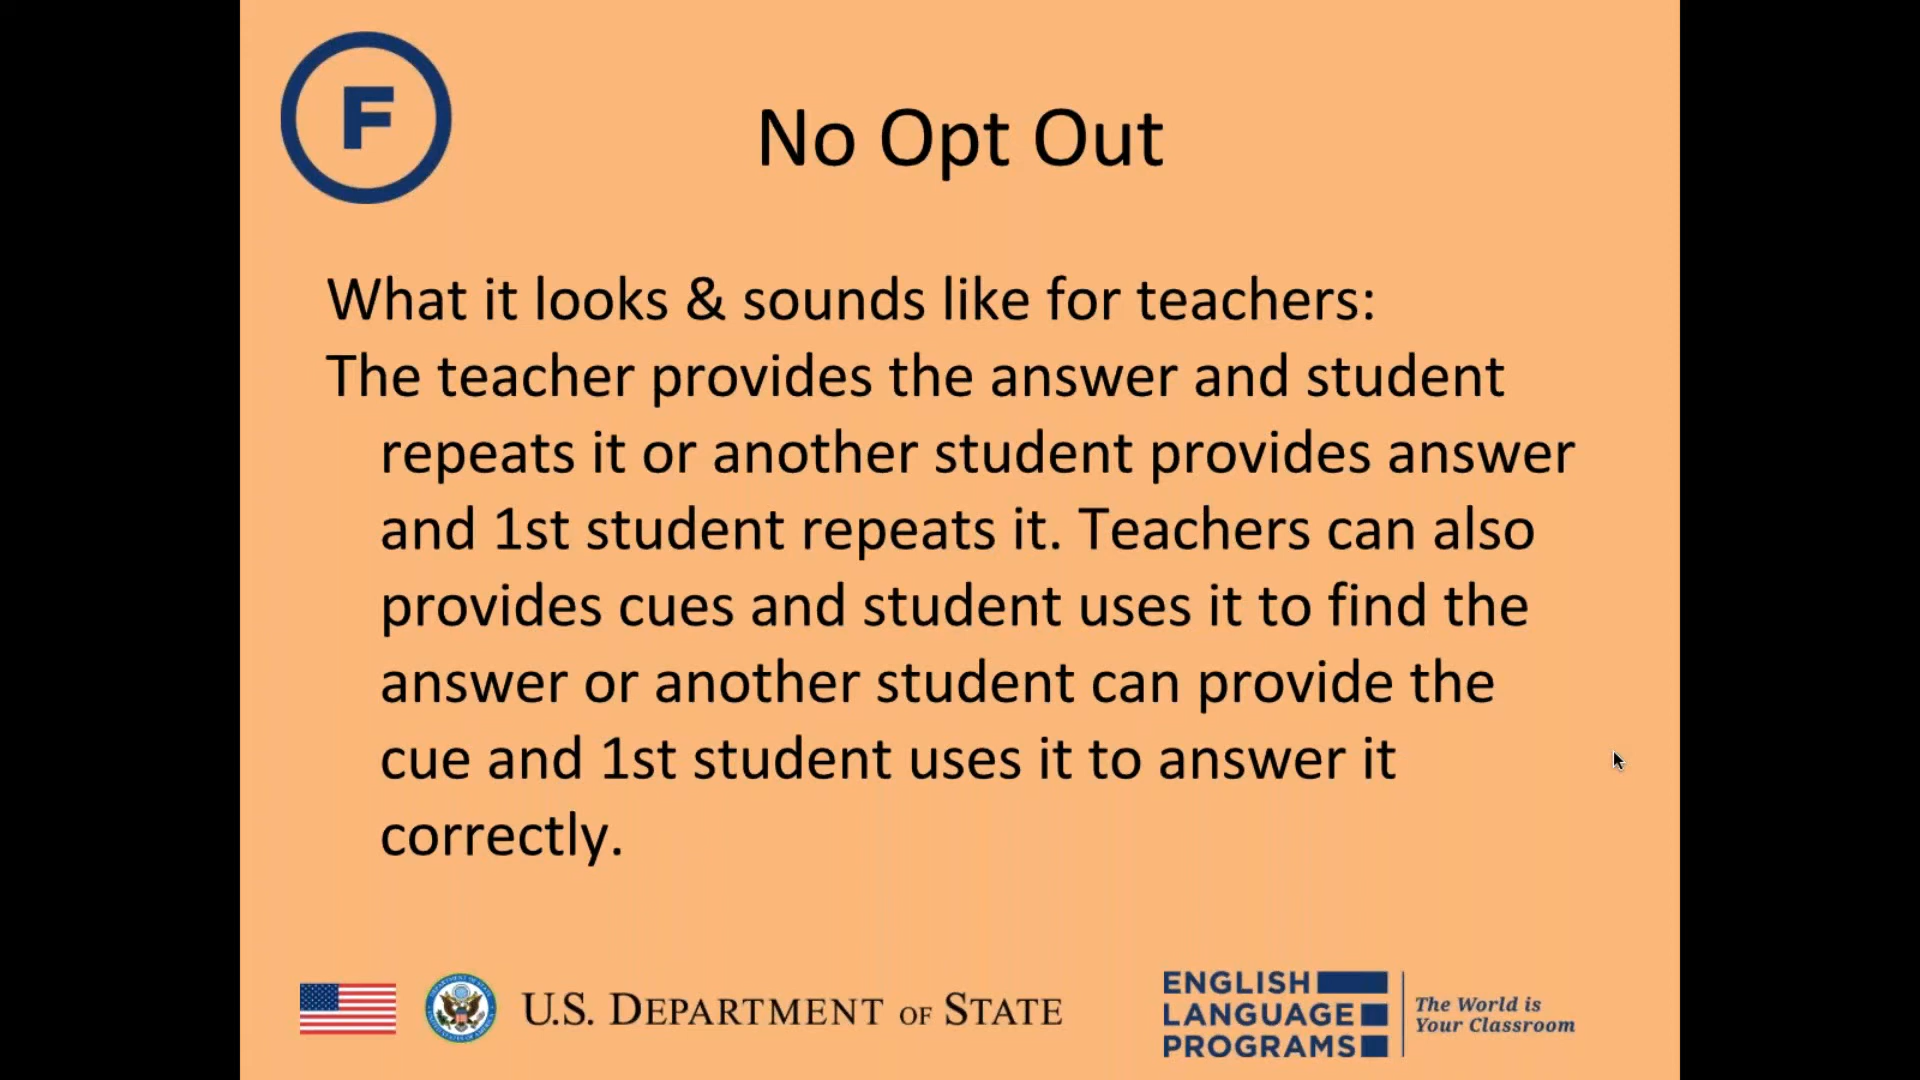 F
No Opt Out
What it looks & sounds like for teachers:
The teacher provides the answer and student
repeats it or another student provides answer
and 1st student repeats it. Teachers can also
provides cues and student uses it to find the
answer or another student can provide the
cue and 1st student uses it to answer it
correctly.
U.S. DEPARTMENT OF STATE
ENGLISH
LANGUAGE
PROGRAMS
The World is
Your Classroom